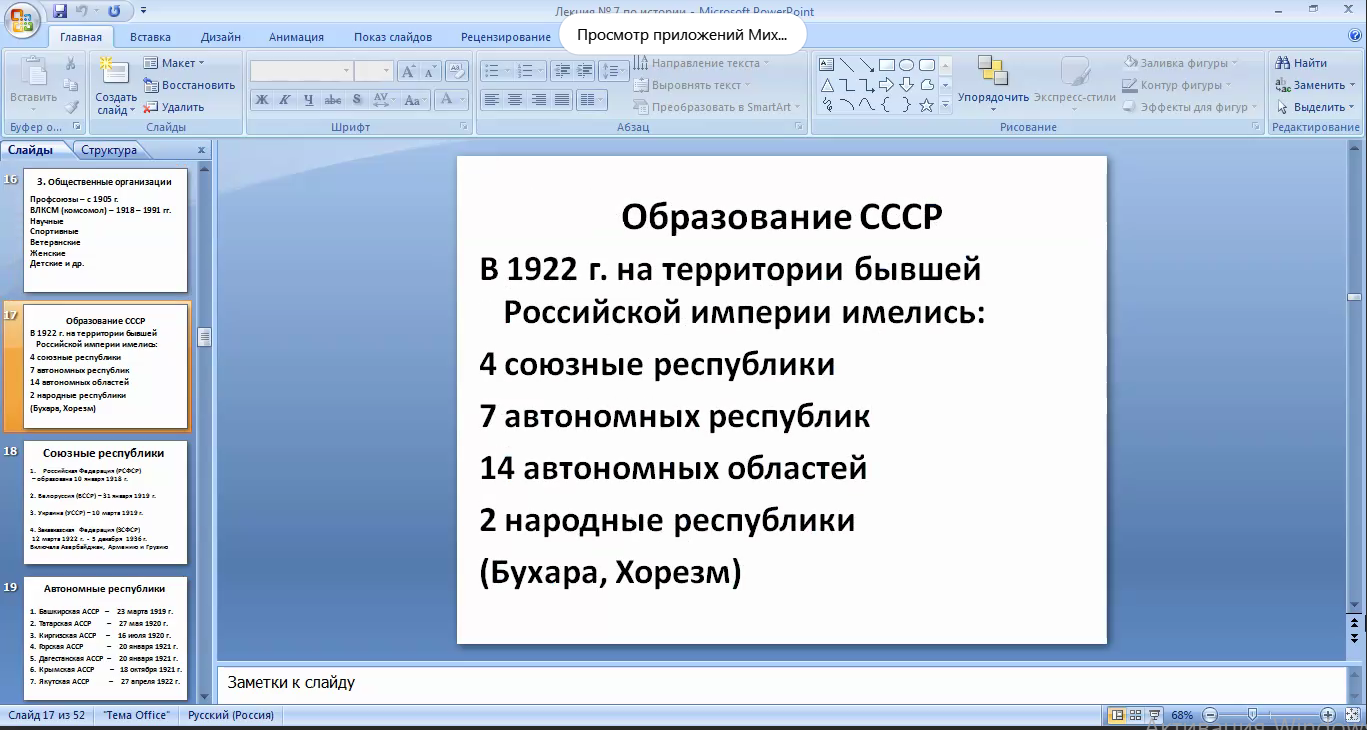 Лекция № 7 по истории - Microsoft PowerPoint
Просмотр приложений Мих...
Главная
Вставка
Дизайн
Анимация
Показ слайдов
Рецензирование
Вставить
Буфер о...
Создать слайд
Макет
Восстановить
Удалить
Слайды
Ж К Ч abc S AV Aa A
Шрифт
Направление текста
Выровнять текст
Преобразовать в SmartArt
Абзац
Упорядочить
Экспресс-стили
Заливка фигуры
Контур фигуры
Эффекты для фигур
Рисование
Найти
Заменить
Выделить
Редактирование
Слайды
Структура
16
3. Общественные организации
Профсоюзы – с 1905 г.
ВЛКСМ (комсомол) – 1918 – 1991 гг.
Научные
Спортивные
Ветеранские
Женские
Детские и др.
17
Образование СССР
В 1922 г. на территории бывшей
Российской империи имелись:
4 союзные республики
7 автономных республик
14 автономных областей
2 народные республики
(Бухара, Хорезм)
18
Союзные республики
1. Российская Федерация (РСФСР)
– образована 10 января 1918 г.
2. Белоруссия (БССР) – 31 января 1919 г.
3. Украина (УССР) – 10 марта 1919 г.
4. Закавказская Федерация (ЗСФСР)
12 марта 1922 г. - 5 декабря 1936 г.
Включала Азербайджан, Армению и Грузию
19
Автономные республики
1. Башкирская АССР – 23 марта 1919 г.
2. Татарская АССР – 27 мая 1920 г.
3. Киргизская АССР – 16 июля 1920 г.
4. Горская АССР – 20 января 1921 г.
5. Дагестанская АССР – 20 января 1921 г.
6. Крымская АССР – 18 октября 1921 г.
7. Якутская АССР – 27 апреля 1922 г.
Образование СССР
В 1922 г. на территории бывшей
Российской империи имелись:
4 союзные республики
7 автономных республик
14 автономных областей
2 народные республики
(Бухара, Хорезм)
Заметки к слайду
Слайд 17 из 52
"Тема Office"
Русский (Россия)
68%